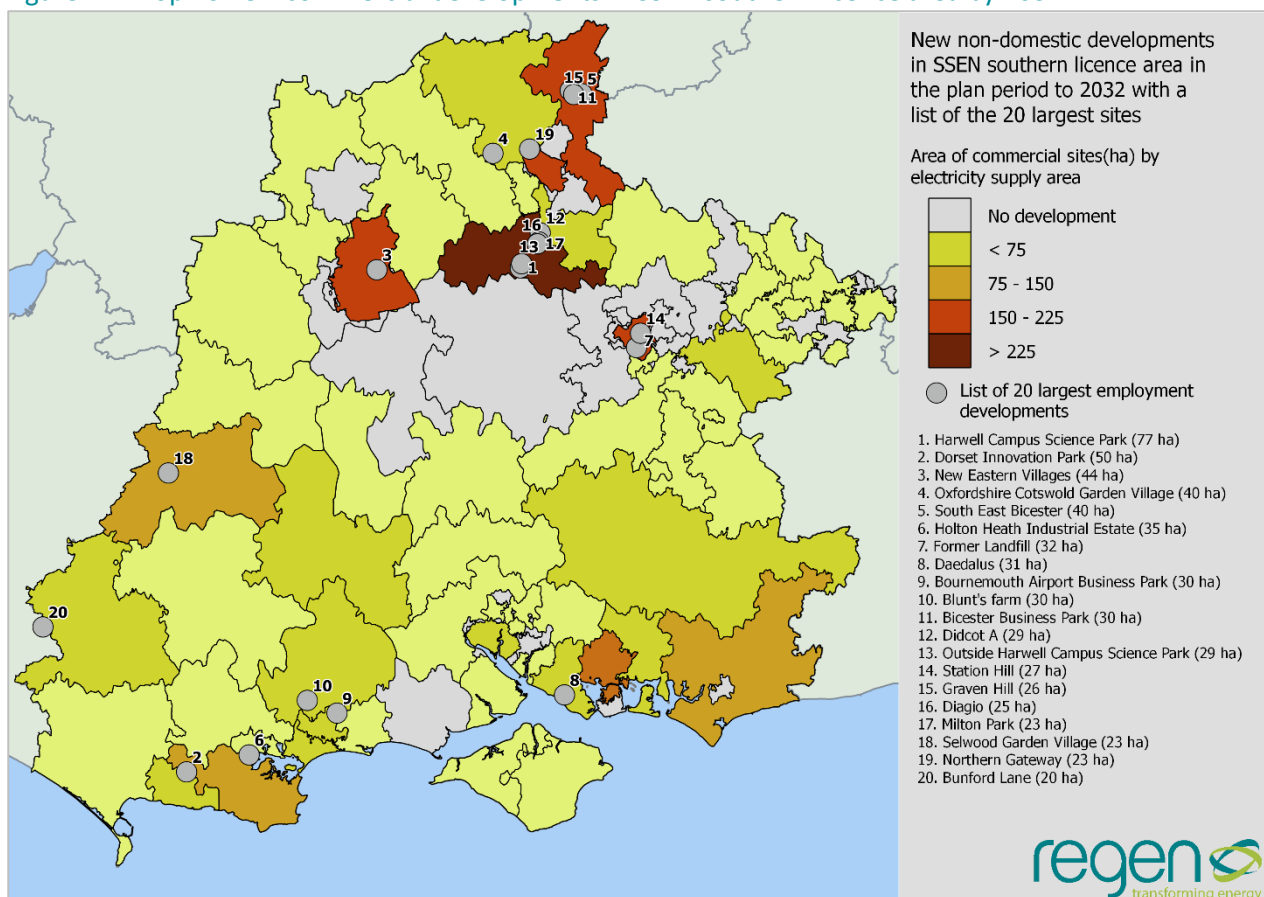 New non-domestic developments
in SSEN southern licence area in
the plan period to 2032 with a
list of the 20 largest sites
Area of commercial sites(ha) by
electricity supply area
No development
< 75
75 - 150
150 - 225
> 225
List of 20 largest employment
developments
1. Harwell Campus Science Park (77 ha)
2. Dorset Innovation Park (50 ha)
3. New Eastern Villages (44 ha)
4. Oxfordshire Cotswold Garden Village (40 ha)
5. South East Bicester (40 ha)
6. Holton Heath Industrial Estate (35 ha)
7. Former Landfill (32 ha)
8. Daedalus (31 ha)
9. Bournemouth Airport Business Park (30 ha)
10. Blunt's farm (30 ha)
11. Bicester Business Park (30 ha)
12. Didcot A (29 ha)
13. Outside Harwell Campus Science Park (29 ha)
14. Station Hill (27 ha)
15. Graven Hill (26 ha)
16. Diagio (25 ha)
17. Milton Park (23 ha)
18. Selwood Garden Village (23 ha)
19. Northern Gateway (23 ha)
20. Bunford Lane (20 ha)
regen
transforming energy
15 5
11
19
4
12
16
17
13
1
3
14
7
18
20
10
9
8
6
2